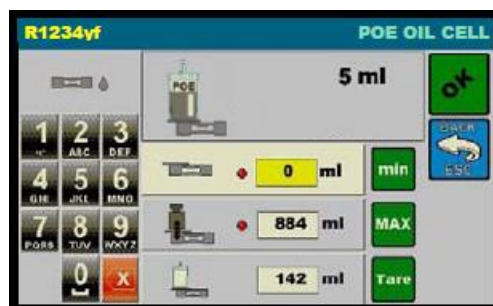 R1234yf POE OIL CELL
POE 5 ml OK
BACK
ESC
1 2 ABC 3 DEF
0 ml min
4 GHI 5 JKL 6 MNO
884 ml MAX
7 PQRS 8 TUV 9 WXYZ
142 ml Tare
0 X